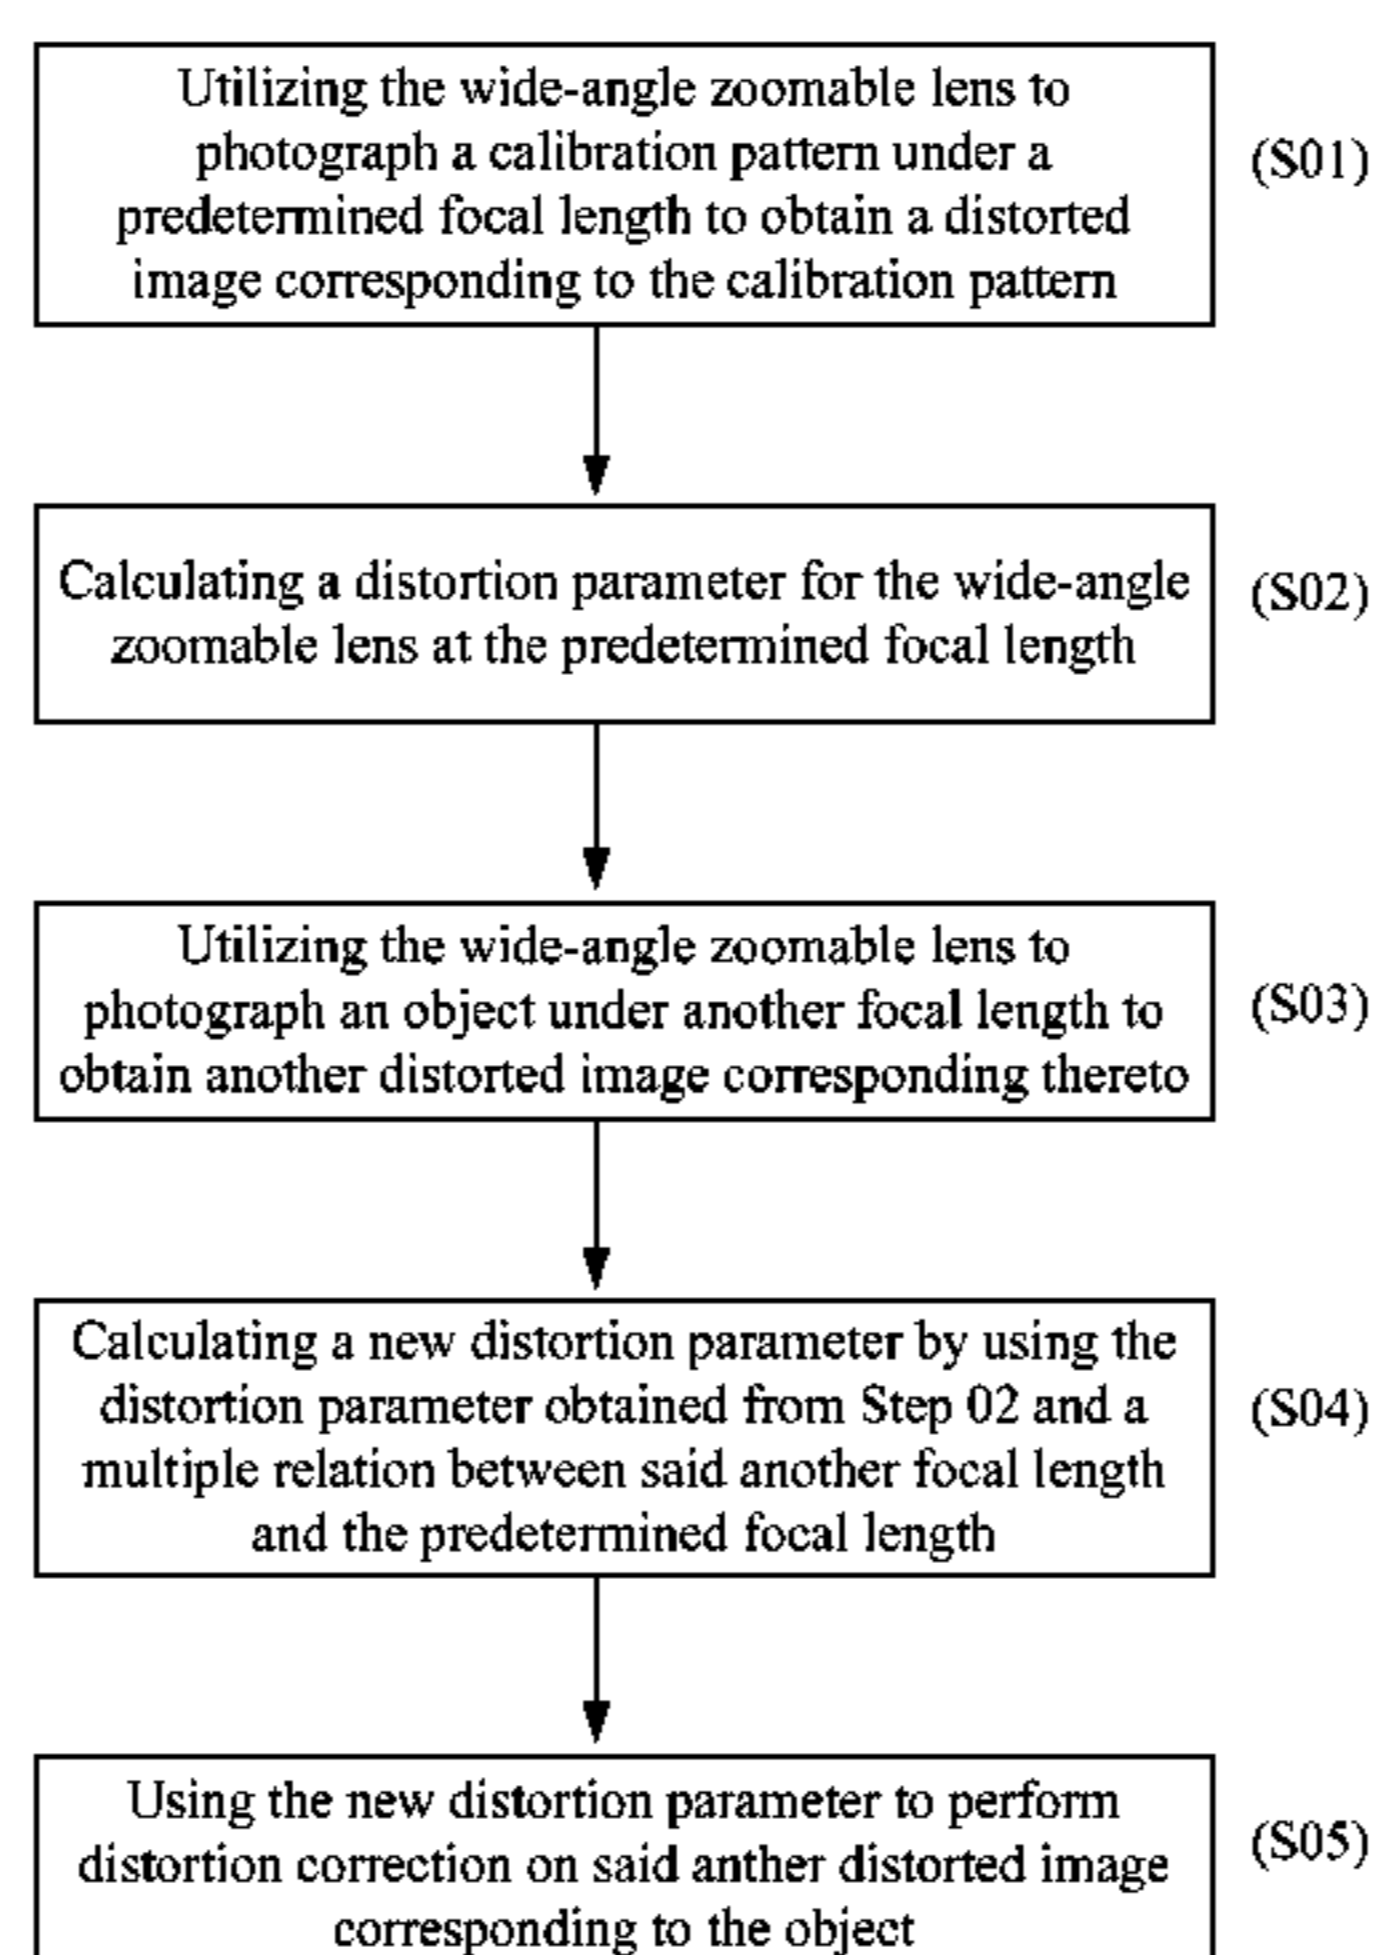 Utilizing the wide-angle zoomable lens to
photograph a calibration pattern under a
predetermined focal length to obtain a distorted
image corresponding to the calibration pattern
(S01)
Calculating a distortion parameter for the wide-angle
zoomable lens at the predetermined focal length
(S02)
Utilizing the wide-angle zoomable lens to
photograph an object under another focal length to
obtain another distorted image corresponding thereto
(S03)
Calculating a new distortion parameter by using the
distortion parameter obtained from Step 02 and a
multiple relation between said another focal length
and the predetermined focal length
(S04)
Using the new distortion parameter to perform
distortion correction on said anther distorted image
corresponding to the object
(S05)